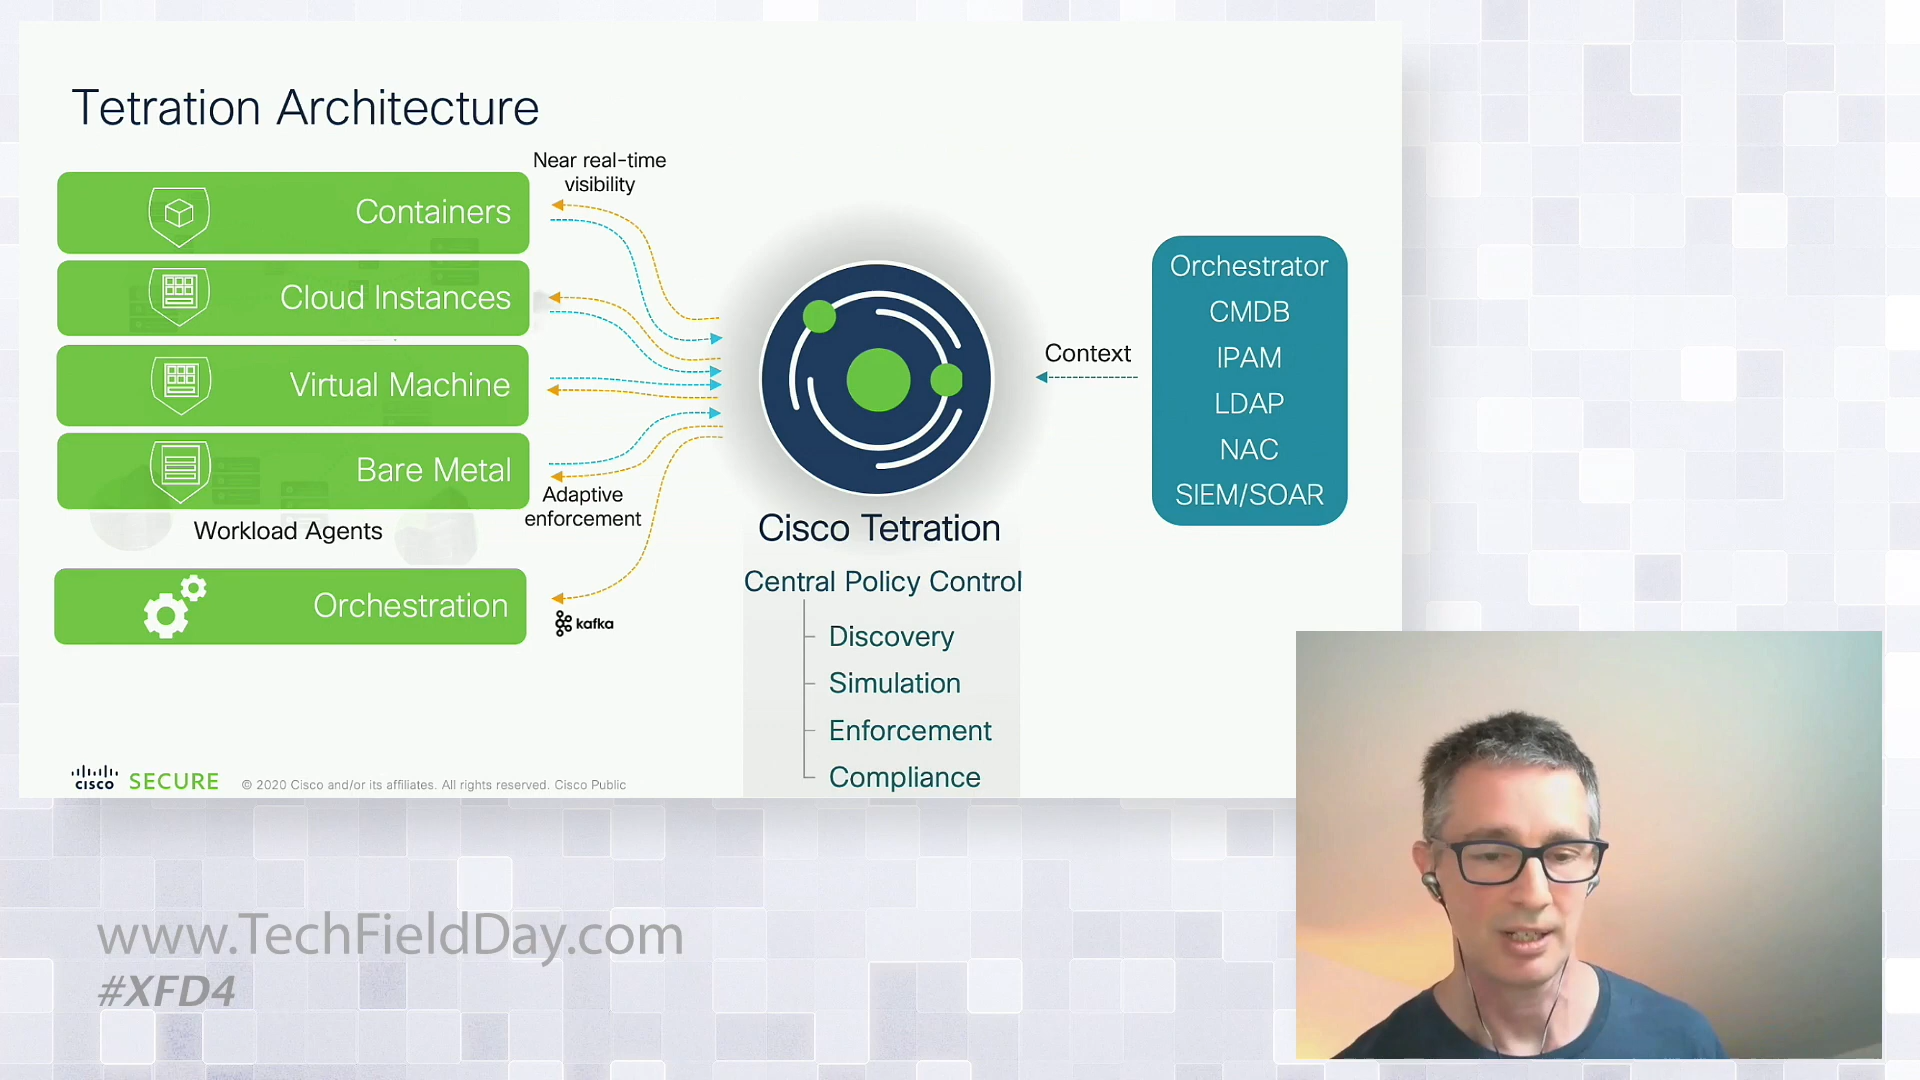 Tetration Architecture
Near real-time
visibility
Containers
Cloud Instances
Virtual Machine
Bare Metal
Workload Agents
Adaptive
enforcement
Orchestration
kafka
Cisco Tetration
Central Policy Control
Discovery
Simulation
Enforcement
Compliance
Context
Orchestrator
CMDB
IPAM
LDAP
NAC
SIEM/SOAR
cisco SECURE © 2020 Cisco and/or its affiliates. All rights reserved. Cisco Public
www.TechFieldDay.com
#XFD4